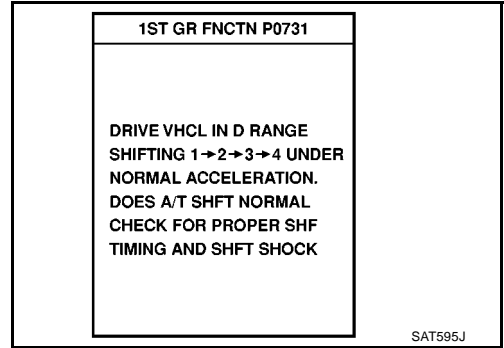 1ST GR FNCTN P0731
DRIVE VHCL IN D RANGE
SHIFTING 1→2→3→4 UNDER
NORMAL ACCELERATION.
DOES A/T SHFT NORMAL
CHECK FOR PROPER SHF
TIMING AND SHFT SHOCK
SAT595J